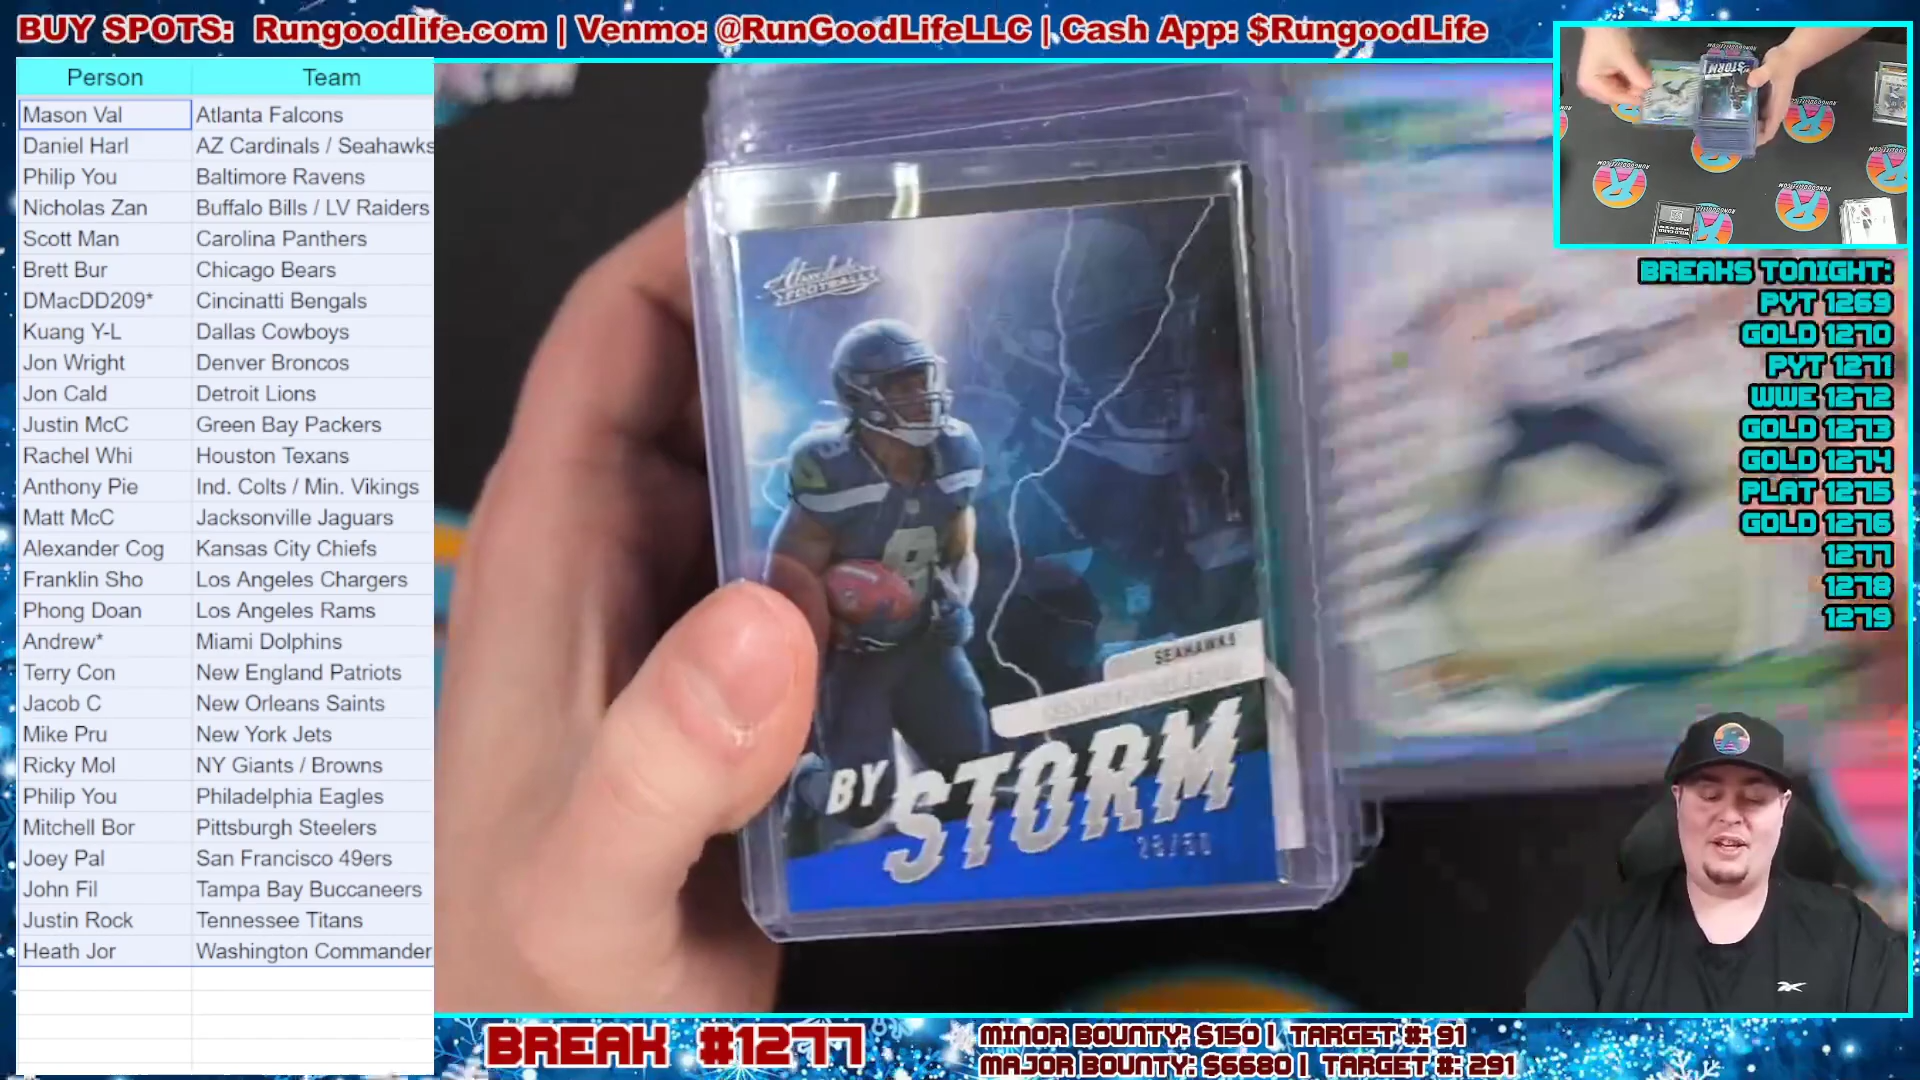 BUY SPOTS: Rungoodlife.com | Venmo: @RunGoodLifeLLC | Cash App: $RungoodLife
Person Team
Mason Val Atlanta Falcons
Daniel Harl AZ Cardinals / Seahawks
Philip You Baltimore Ravens
Nicholas Zan Buffalo Bills / LV Raiders
Scott Man Carolina Panthers
Brett Bur Chicago Bears
DMacDD209* Cincinatti Bengals
Kuang Y-L Dallas Cowboys
Jon Wright Denver Broncos
Jon Cald Detroit Lions
Justin McC Green Bay Packers
Rachel Whi Houston Texans
Anthony Pie Ind. Colts / Min. Vikings
Matt McC Jacksonville Jaguars
Alexander Cog Kansas City Chiefs
Franklin Sho Los Angeles Chargers
Phong Doan Los Angeles Rams
Andrew* Miami Dolphins
Terry Con New England Patriots
Jacob C New Orleans Saints
Mike Pru New York Jets
Ricky Mol NY Giants / Browns
Philip You Philadelphia Eagles
Mitchell Bor Pittsburgh Steelers
Joey Pal San Francisco 49ers
John Fil Tampa Bay Buccaneers
Justin Rock Tennessee Titans
Heath Jor Washington Commander
Absolute
FOOTBALL
8
SEAHAWKS
BY STORM
STORM
BREAKS TONIGHT:
PYT 1269
GOLD 1270
PYT 1271
WWE 1272
GOLD 1273
GOLD 1274
PLAT 1275
GOLD 1276
1277
1278
1279
BREAK #1277
MINOR BOUNTY: $150 | TARGET #: 91
MAJOR BOUNTY: $6680 | TARGET #: 291